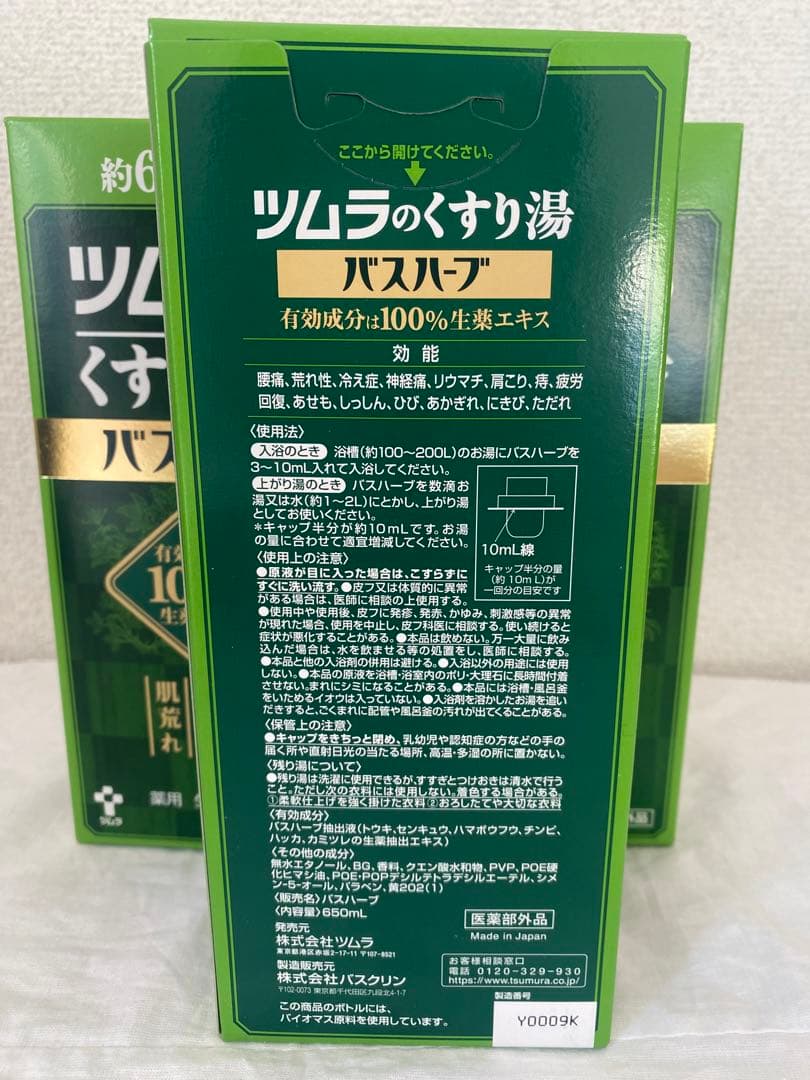 ここから開けてください。
ツムラのくすり湯
バスハーブ
有効成分は100%生薬エキス
効能
腰痛、荒れ性、冷え症、神経痛、リウマチ、肩こり、痔、疲労
回復、あせも、しっしん、ひび、あかぎれ、にきび、ただれ
〈使用法〉
入浴のとき 浴槽(約100〜200L)のお湯にバスハーブを
3〜10mL入れて入浴してください。
上がり湯のとき バスハーブを数滴お
湯又は水(約1〜2L)にとかし、上がり湯
としてお使いください。
*キャップ半分が約10mLです。お湯
の量に合わせて適宜増減してください。
10mL線
キャップ半分の量
(約10mL)が
一回分の目安です
〈使用上の注意〉
●原液が目に入った場合は、こすらずに
すぐに洗い流す。●皮フ又は体質的に異常
がある場合は、医師に相談の上使用する。
●使用中や使用後、皮フに発疹、発赤、かゆみ、刺激感等の異常
が現れた場合、使用を中止し、皮フ科医に相談する。使い続けると
症状が悪化することがある。●本品は飲めない。万一大量に飲み
込んだ場合は、水を飲ませる等の処置をし、医師に相談する。
●本品と他の入浴剤の併用は避ける。●入浴以外の用途には使用
しない。●本品の原液を浴槽・浴室内のポリ・大理石に長時間付着
させない。まれにシミになることがある。●本品には浴槽・風呂釜
をいためるイオウは入っていない。●入浴剤を溶かしたお湯を追い
だきすると、ごくまれに配管や風呂釜の汚れが出てくることがある。
〈保管上の注意〉
●キャップをきちっと閉め、乳幼児や認知症の方などの手の
届く所や直射日光の当たる場所、高温・多湿の所に置かない。
〈残り湯について〉
●残り湯は洗濯に使用できるが、すすぎとつけおきは清水で行う
こと。ただし次の衣料には使用しない。着色する場合がある。
①柔軟仕上げを強く掛けた衣料②おろしたてや大切な衣料
〈有効成分〉
バスハーブ抽出液(トウキ、センキュウ、ハマボウフウ、チンピ、
ハッカ、カミツレの生薬抽出エキス)
〈その他の成分〉
無水エタノール、BG、香料、クエン酸水和物、PVP、POE硬
化ヒマシ油、POE・POPデシルテトラデシルエーテル、シメ
ン-5-オール、パラベン、黄202(1)
〈販売名〉バスハーブ
〈内容量〉650mL
医薬部外品
Made in Japan
発売元
株式会社ツムラ
東京都港区赤坂2-17-11 〒107-8521
製造販売元
株式会社バスクリン
〒102-0073 東京都千代田区九段北4-1-7
お客様相談窓口
電話 0120-329-930
https://www.tsumura.co.jp/
この商品のボトルには、
バイオマス原料を使用しています。
製造番号
Y0009K
約6
ツム
くす
バス
有効
10
生薬
肌荒れ
薬用
ツムラ
品